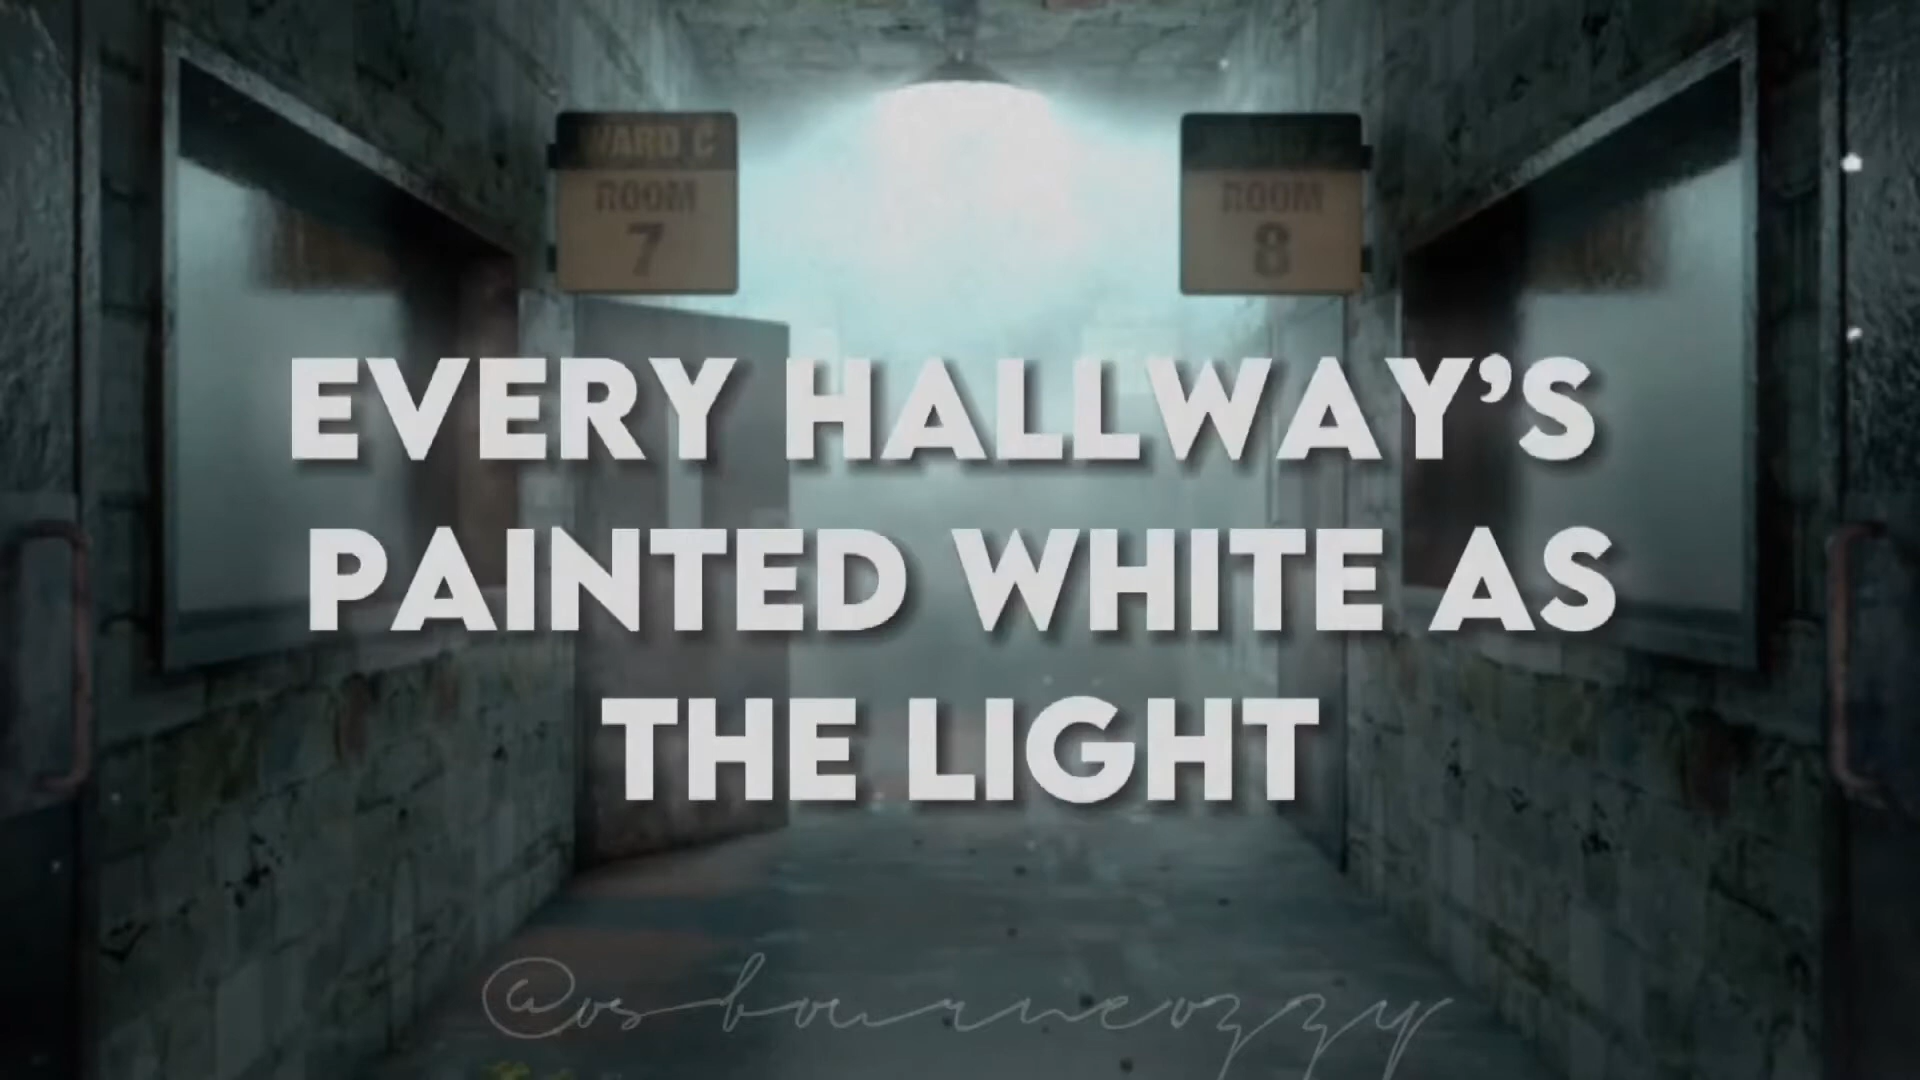 WARD C
ROOM
7
ROOM
8
EVERY HALLWAY’S
PAINTED WHITE AS
THE LIGHT
@osbourneozzy